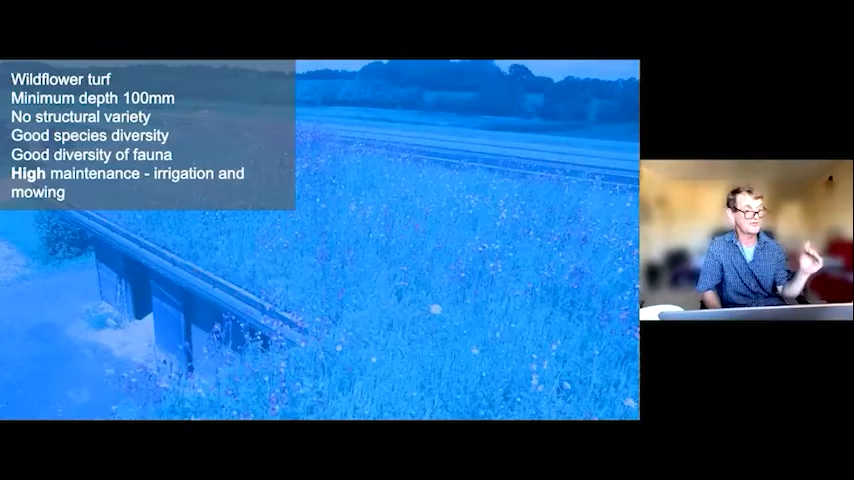 Wildflower turf
Minimum depth 100mm
No structural variety
Good species diversity
Good diversity of fauna
High maintenance - irrigation and
mowing